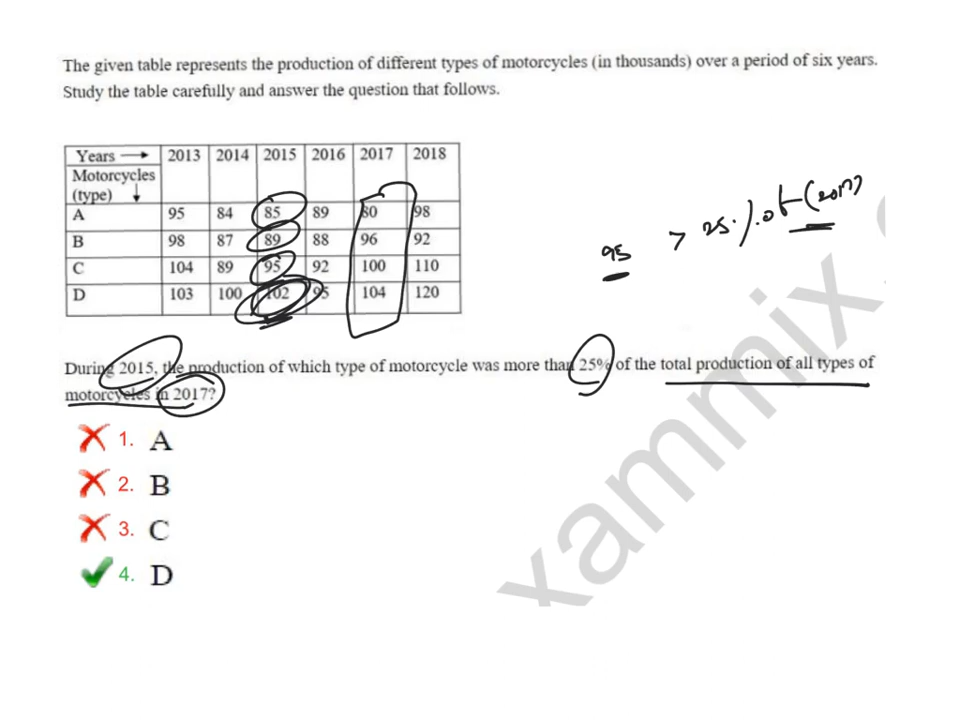 The given table represents the production of different types of motorcycles (in thousands) over a period of six years.
Study the table carefully and answer the question that follows.
Years → 2013 2014 2015 2016 2017 2018
Motorcycles
(type) ↓
A 95 84 85 89 80 98
B 98 87 89 88 96 92
C 104 89 95 92 100 110
D 103 100 102 95 104 120
95 > 25% of (2017)
During 2015, the production of which type of motorcycle was more than 25% of the total production of all types of
motorcycles in 2017?
1. A
2. B
3. C
4. D
xammix